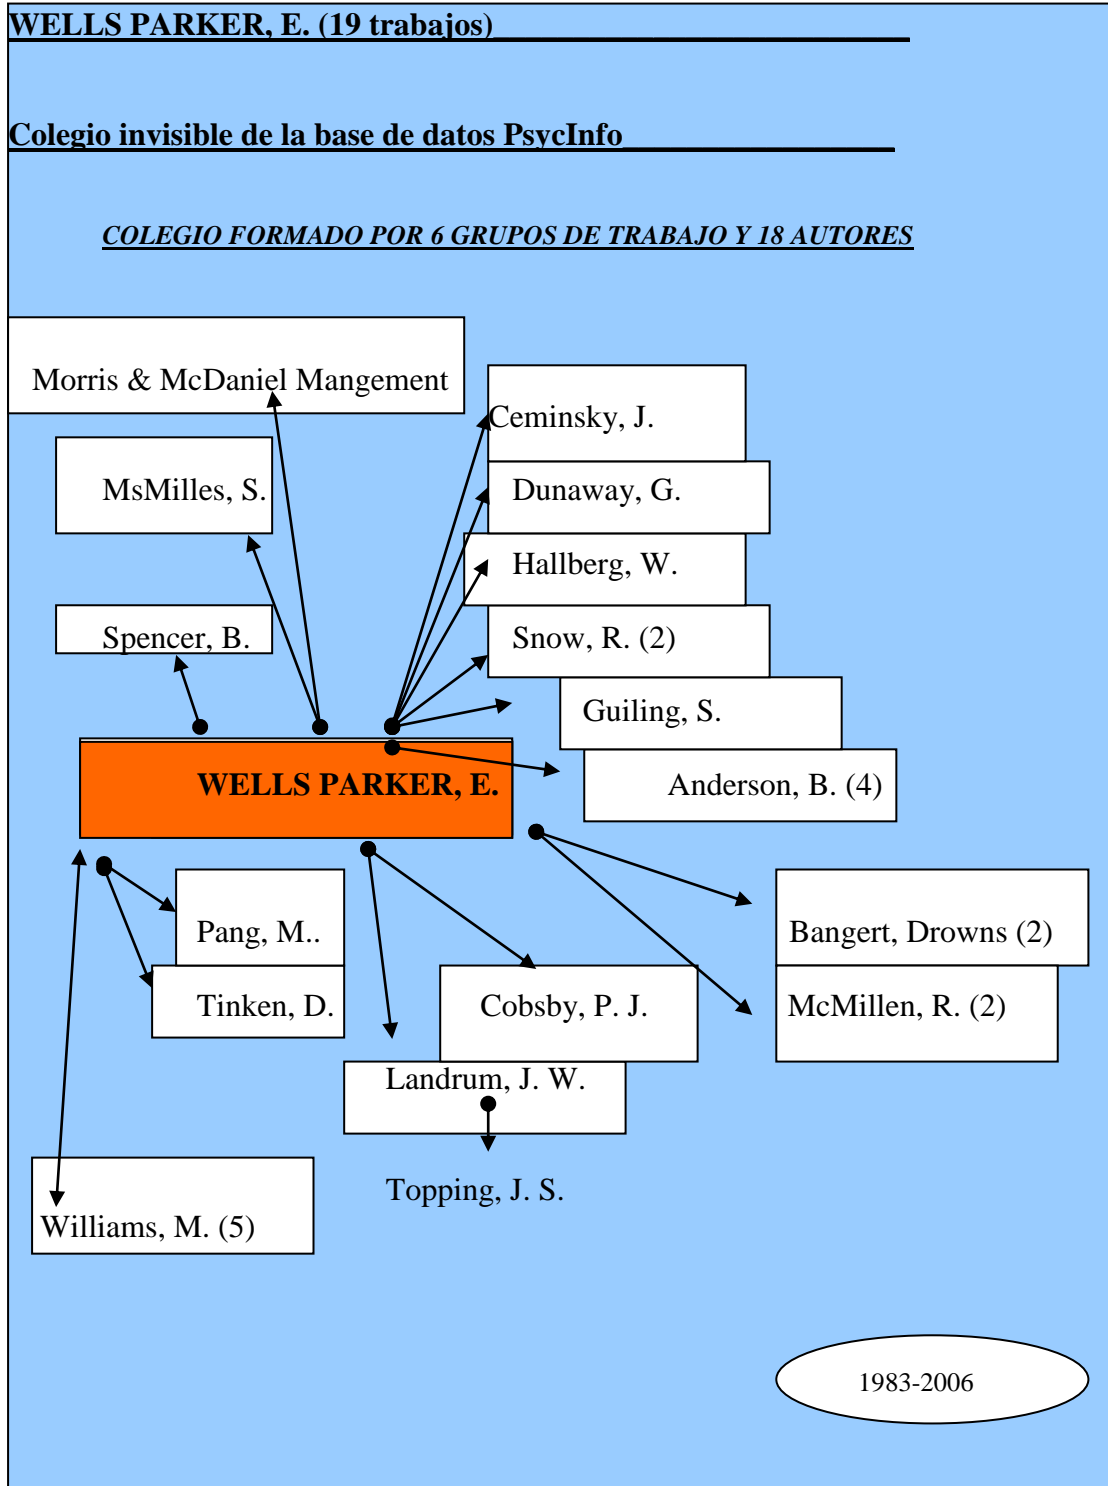 WELLS PARKER, E. (19 trabajos)
Colegio invisible de la base de datos PsycInfo
COLEGIO FORMADO POR 6 GRUPOS DE TRABAJO Y 18 AUTORES
Morris & McDaniel Mangement
Ceminsky, J.
MsMilles, S.
Dunaway, G.
Hallberg, W.
Spencer, B.
Snow, R. (2)
Guiling, S.
WELLS PARKER, E.
Anderson, B. (4)
Pang, M..
Bangert, Drowns (2)
Tinken, D.
Cobsby, P. J.
McMillen, R. (2)
Landrum, J. W.
Topping, J. S.
Williams, M. (5)
1983-2006